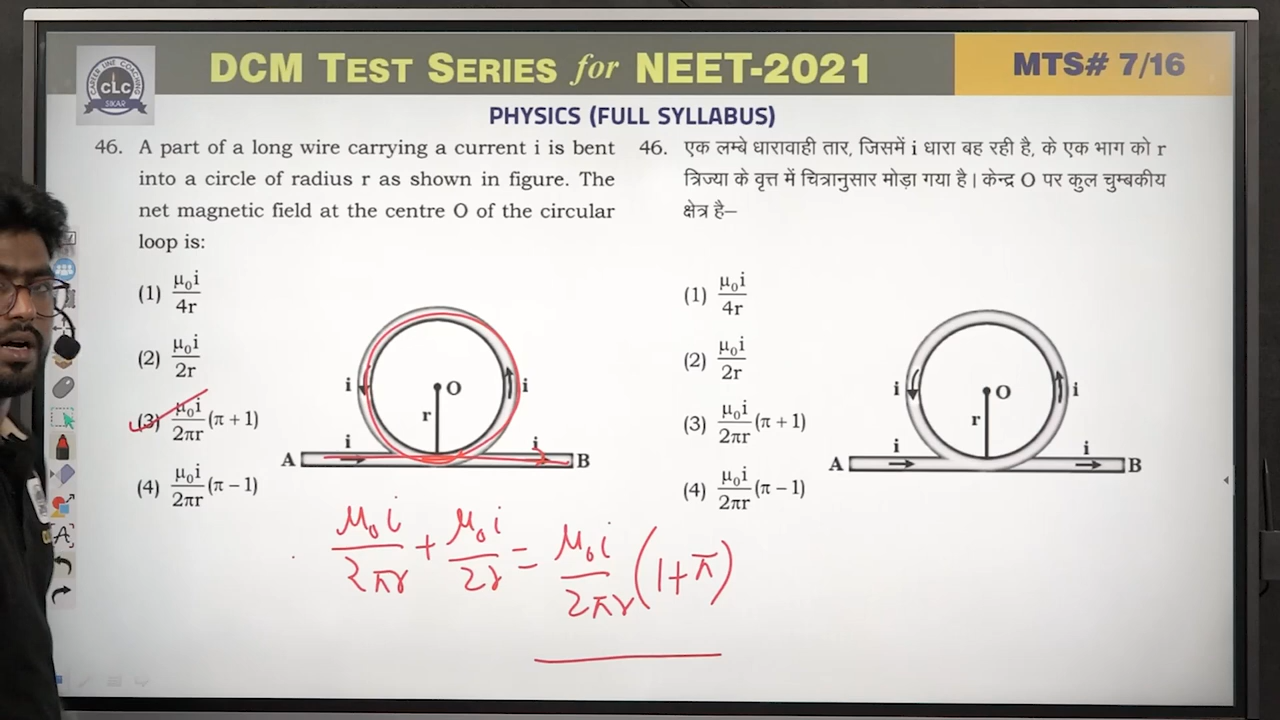 DCM TEST SERIES for NEET-2021
MTS# 7/16
CAREER LINE COACHING
CLC
SIKAR
PHYSICS (FULL SYLLABUS)
46. A part of a long wire carrying a current i is bent
into a circle of radius r as shown in figure. The
net magnetic field at the centre O of the circular
loop is:
(1) μ₀i/4r
(2) μ₀i/2r
(3) μ₀i/2πr (π + 1)
(4) μ₀i/2πr (π − 1)
O
r
i
i
i
i
A
B
μ₀i/2πr + μ₀i/2r = μ₀i/2πr (1+π)
46. एक लम्बे धारावाही तार, जिसमें i धारा बह रही है, के एक भाग को r
त्रिज्या के वृत्त में चित्रानुसार मोड़ा गया है। केन्द्र O पर कुल चुम्बकीय
क्षेत्र है–
(1) μ₀i/4r
(2) μ₀i/2r
(3) μ₀i/2πr (π + 1)
(4) μ₀i/2πr (π − 1)
O
r
i
i
i
i
A
B